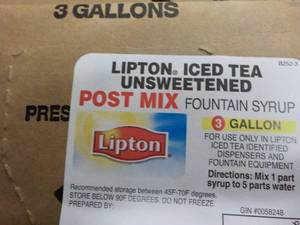 3 GALLONS
B252-3
LIPTON® ICED TEA
UNSWEETENED
POST MIX FOUNTAIN SYRUP
PRES
3 GALLON
Lipton
FOR USE ONLY IN LIPTON
ICED TEA IDENTIFIED
DISPENSERS AND
FOUNTAIN EQUIPMENT
Directions: Mix 1 part
syrup to 5 parts water
Recommended storage between 45F-70F degrees.
STORE BELOW 90F DEGREES. DO NOT FREEZE.
PREPARED BY:
GIN #0058248